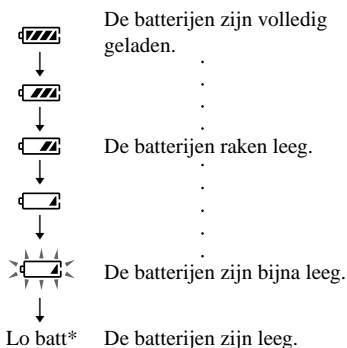 De batterijen zijn volledig
geladen.
De batterijen raken leeg.
De batterijen zijn bijna leeg.
Lo batt* De batterijen zijn leeg.